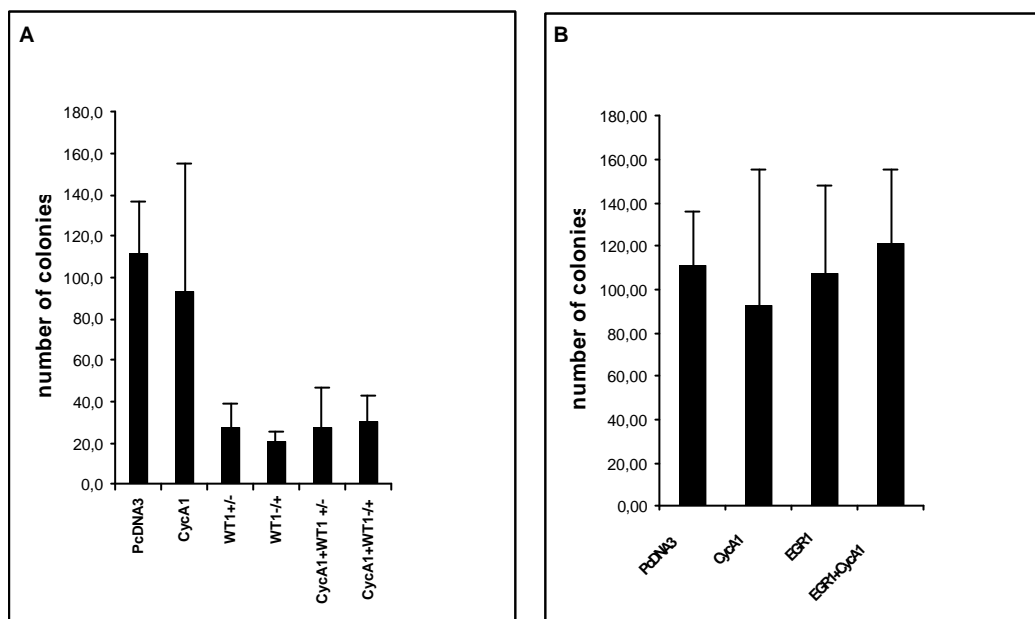 A
number of colonies
180,0
160,0
140,0
120,0
100,0
80,0
60,0
40,0
20,0
0,0
PcDNA3
CycA1
WT1+/-
WT1-/+
CycA1+WT1 +/-
CycA1+WT1-/+
B
number of colonies
180,00
160,00
140,00
120,00
100,00
80,00
60,00
40,00
20,00
0,00
PcDNA3
CycA1
EGR1
EGR1+CycA1